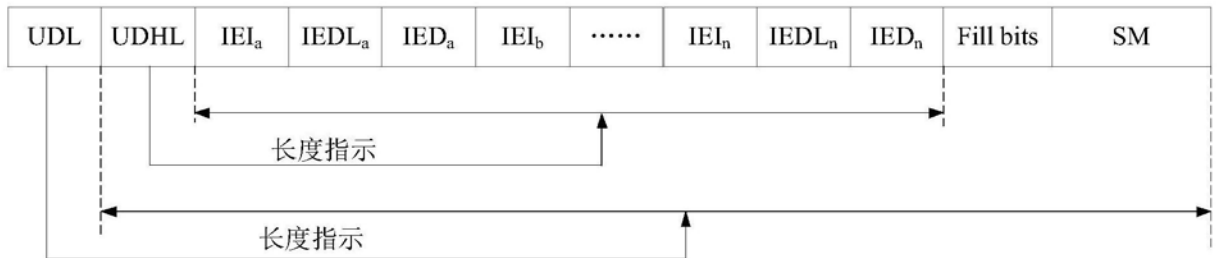 UDL UDHL IEIa IEDLa IEDa IEIb …… IEIn IEDLn IEDn Fill bits SM
长度指示
长度指示